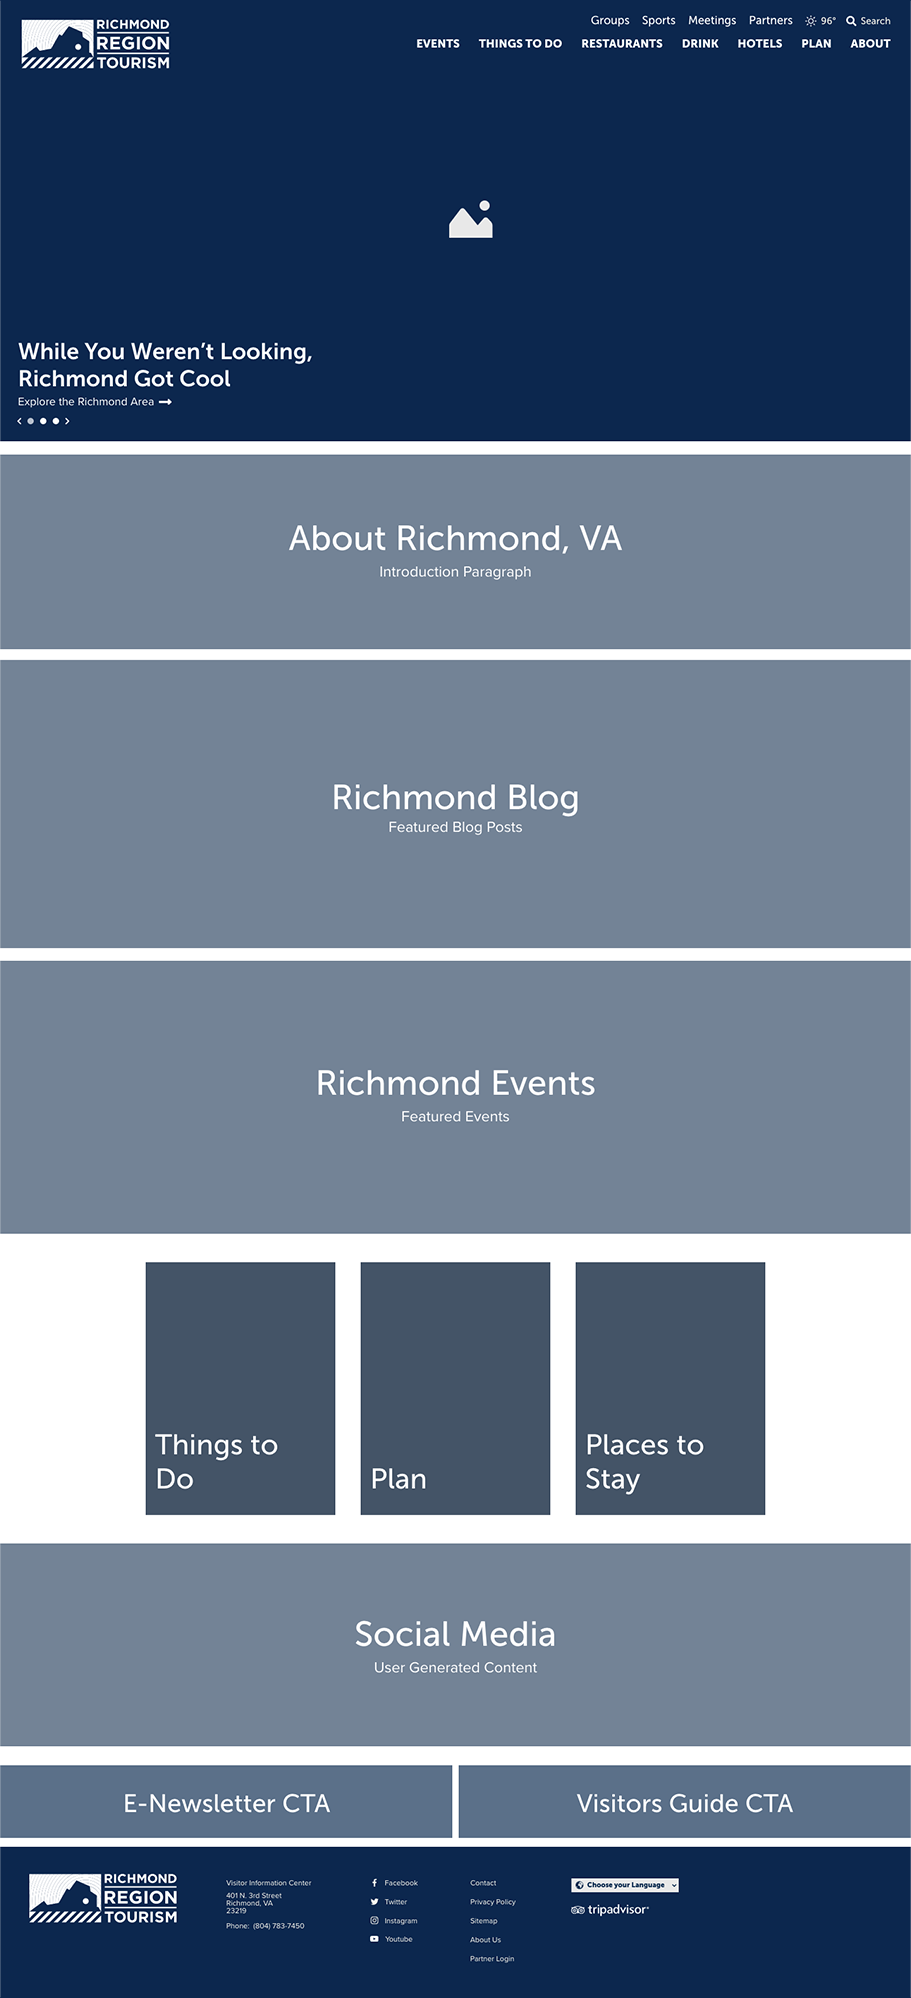 RICHMOND
REGION
TOURISM
Groups Sports Meetings Partners 96° Search
EVENTS THINGS TO DO RESTAURANTS DRINK HOTELS PLAN ABOUT
While You Weren’t Looking,
Richmond Got Cool
Explore the Richmond Area
About Richmond, VA
Introduction Paragraph
Richmond Blog
Featured Blog Posts
Richmond Events
Featured Events
Things to
Do
Plan
Places to
Stay
Social Media
User Generated Content
E-Newsletter CTA
Visitors Guide CTA
RICHMOND
REGION
TOURISM
Visitor Information Center
401 N. 3rd Street
Richmond, VA
23219
Phone: (804) 783-7450
Facebook
Twitter
Instagram
Youtube
Contact
Privacy Policy
Sitemap
About Us
Partner Login
Choose your Language
tripadvisor®